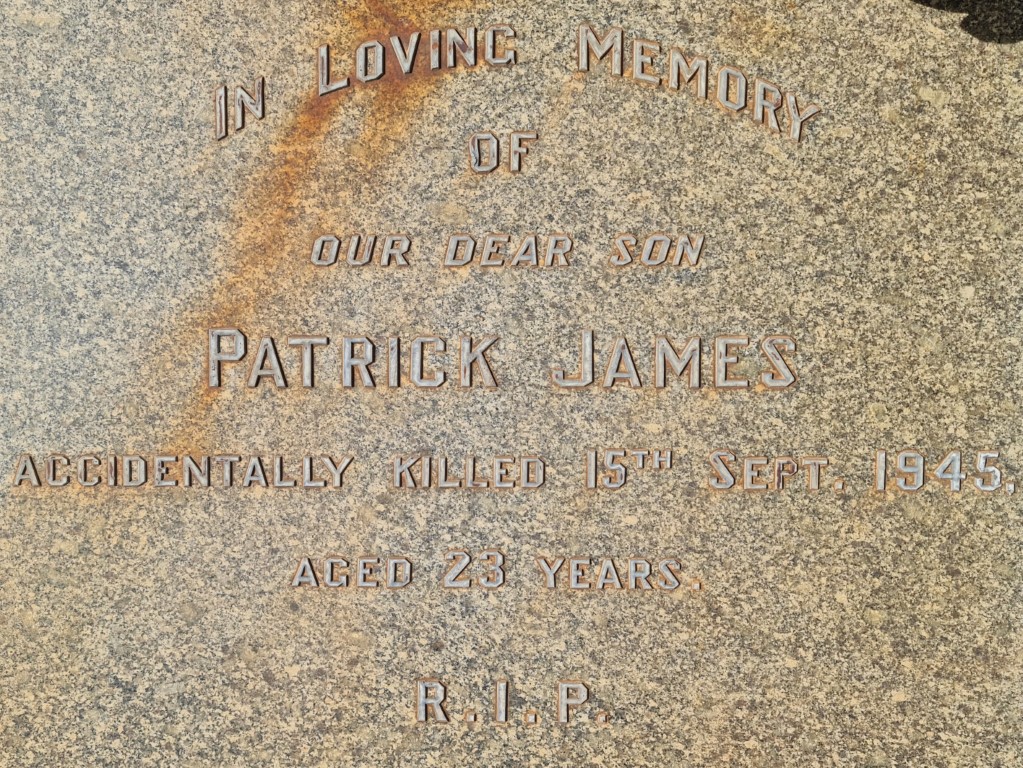 IN LOVING MEMORY
OF
OUR DEAR SON
PATRICK JAMES
ACCIDENTALLY KILLED 15TH SEPT. 1945.
AGED 23 YEARS.
R.I.P.